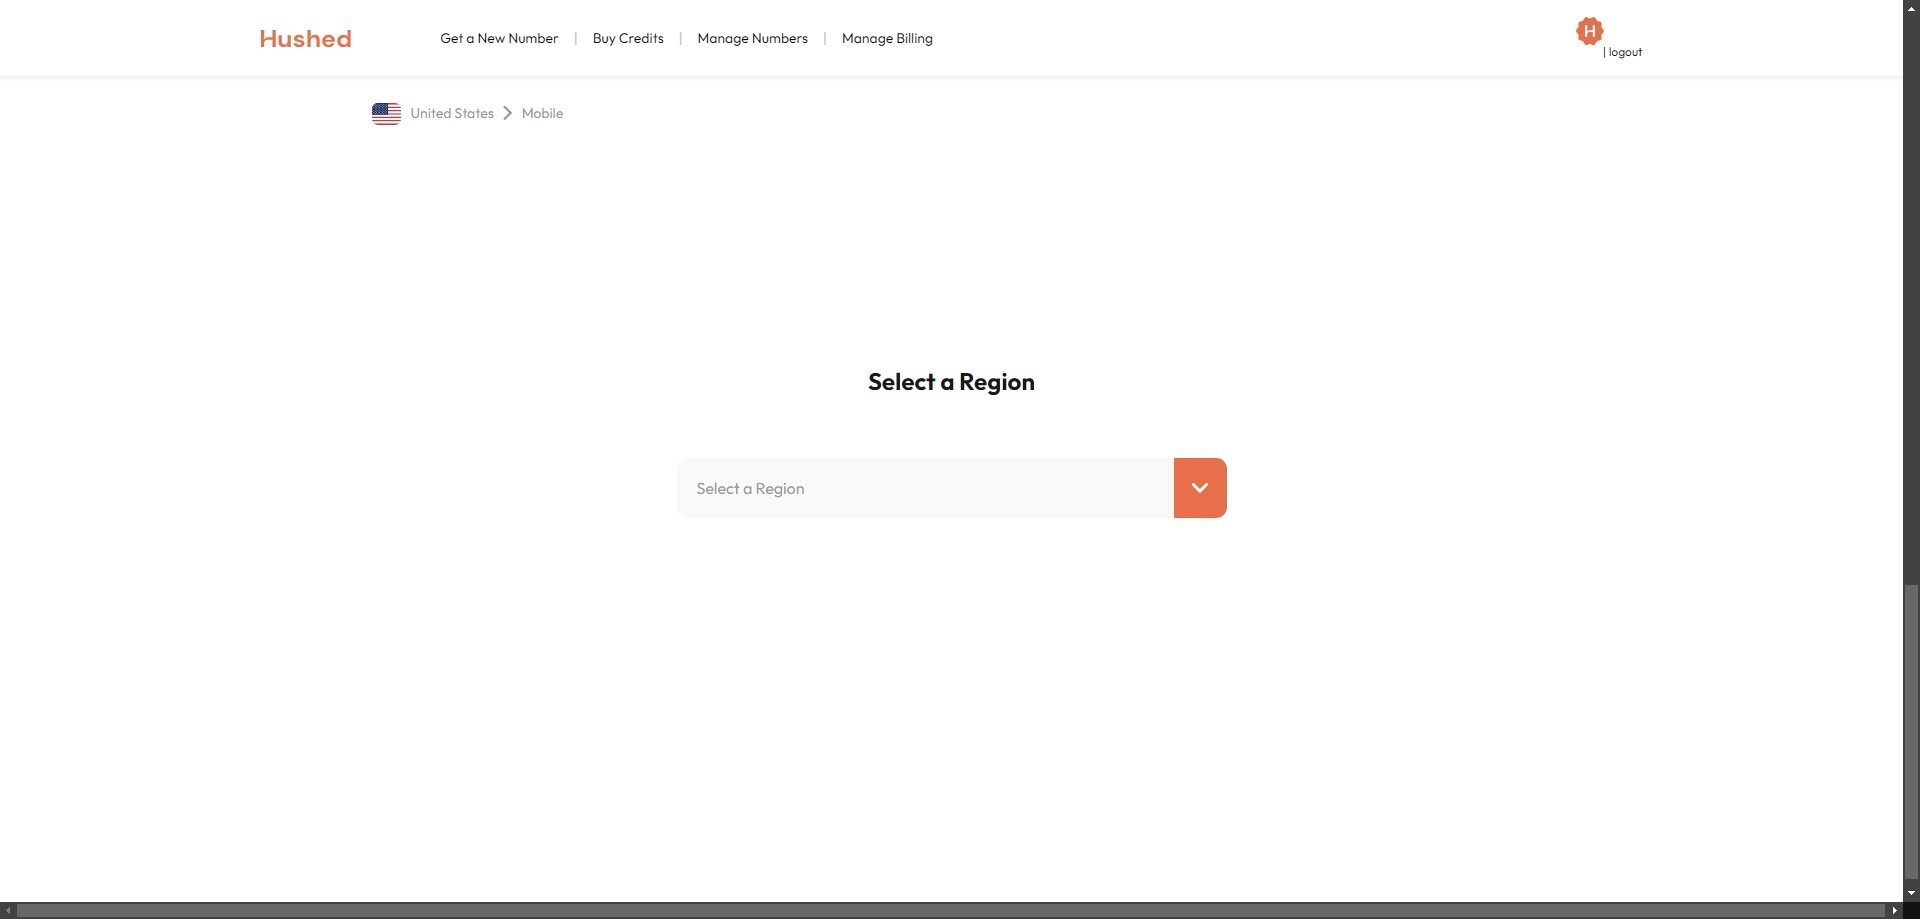 Hushed
Get a New Number | Buy Credits | Manage Numbers | Manage Billing
H
| logout
United States > Mobile
Select a Region
Select a Region